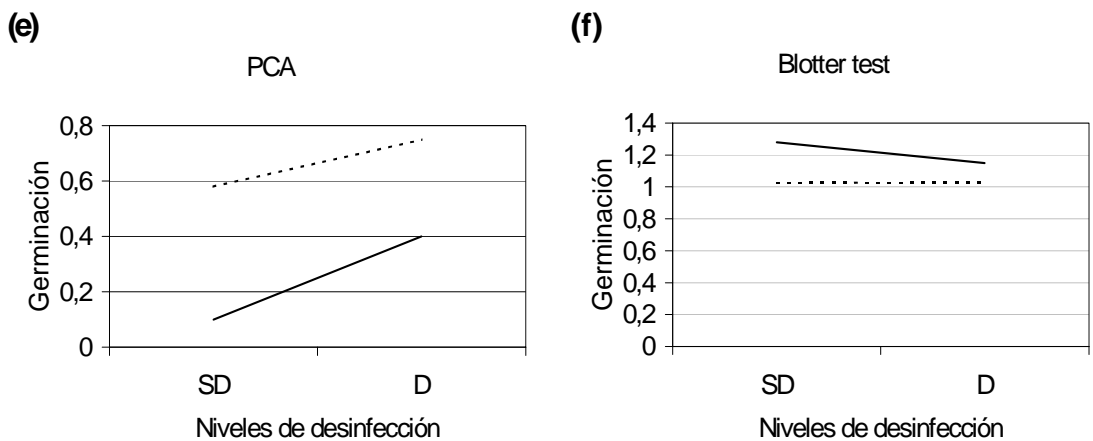 (e)
PCA
Germinación
0,8
0,6
0,4
0,2
0
SD D
Niveles de desinfección
(f)
Blotter test
Germinación
1,4
1,2
1
0,8
0,6
0,4
0,2
0
SD D
Niveles de desinfección